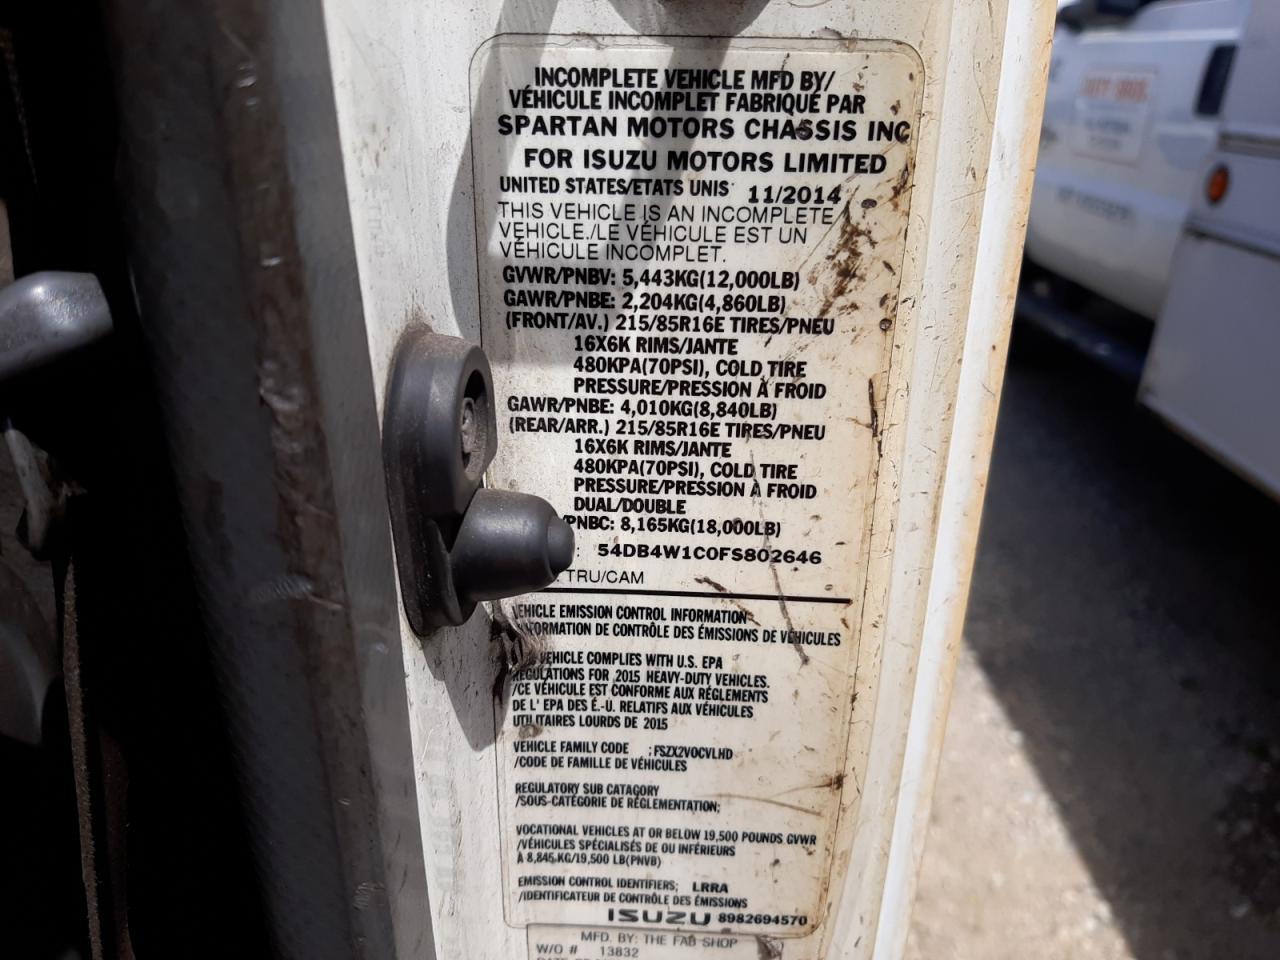 INCOMPLETE VEHICLE MFD BY/
VÉHICULE INCOMPLET FABRIQUÉ PAR
SPARTAN MOTORS CHASSIS INC
FOR ISUZU MOTORS LIMITED
UNITED STATES/ETATS UNIS 11/2014
THIS VEHICLE IS AN INCOMPLETE
VEHICLE./LE VÉHICULE EST UN
VÉHICULE INCOMPLET.
GVWR/PNBV: 5,443KG(12,000LB)
GAWR/PNBE: 2,204KG(4,860LB)
(FRONT/AV.) 215/85R16E TIRES/PNEU
16X6K RIMS/JANTE
480KPA(70PSI), COLD TIRE
PRESSURE/PRESSION À FROID
GAWR/PNBE: 4,010KG(8,840LB)
(REAR/ARR.) 215/85R16E TIRES/PNEU
16X6K RIMS/JANTE
480KPA(70PSI), COLD TIRE
PRESSURE/PRESSION À FROID
DUAL/DOUBLE
/PNBC: 8,165KG(18,000LB)
: 54DB4W1C0FS802646
TRU/CAM
VEHICLE EMISSION CONTROL INFORMATION
INFORMATION DE CONTRÔLE DES ÉMISSIONS DE VÉHICULES
VEHICLE COMPLIES WITH U.S. EPA
REGULATIONS FOR 2015 HEAVY-DUTY VEHICLES.
/CE VÉHICULE EST CONFORME AUX RÉGLEMENTS
DE L' EPA DES É.-U. RELATIFS AUX VÉHICULES
UTILITAIRES LOURDS DE 2015
VEHICLE FAMILY CODE : FSZX2VOCVLHD
/CODE DE FAMILLE DE VÉHICULES
REGULATORY SUB CATAGORY
/SOUS-CATÉGORIE DE RÉGLEMENTATION;
VOCATIONAL VEHICLES AT OR BELOW 19,500 POUNDS GVWR
/VÉHICULES SPÉCIALISÉS DE OU INFÉRIEURS
À 8,845 KG/19,500 LB(PNVB)
EMISSION CONTROL IDENTIFIERS; LRRA
/IDENTIFICATEUR DE CONTRÔLE DES ÉMISSIONS
ISUZU 8982694570
MFD. BY: THE FAB SHOP
W/O # 13832